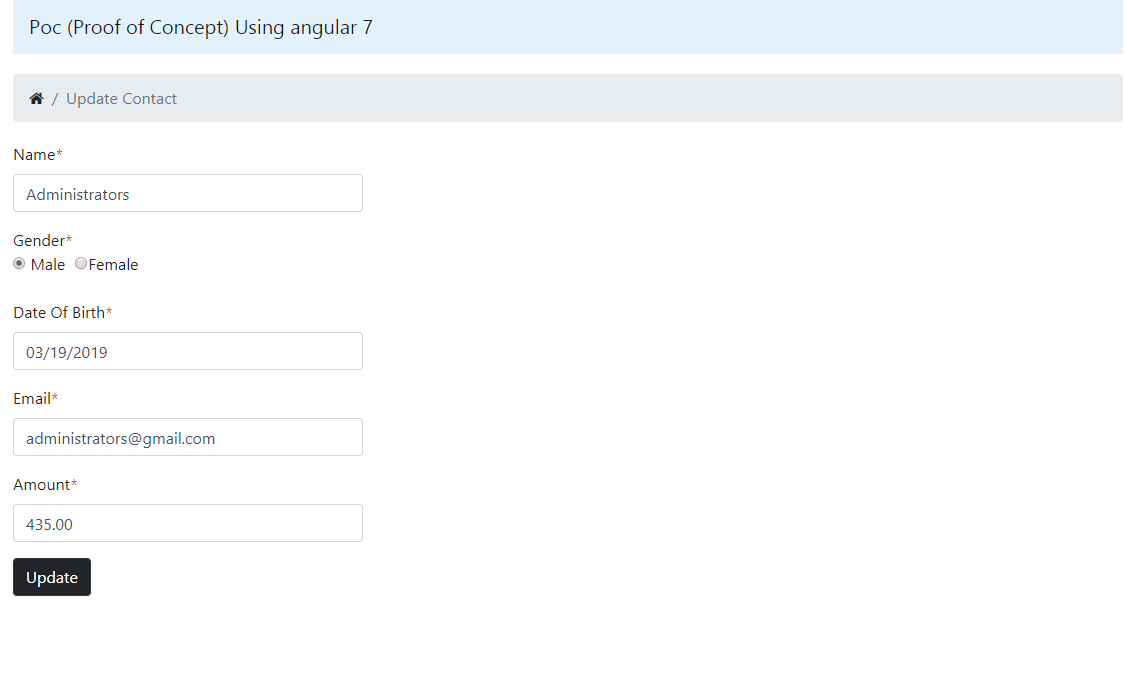 Poc (Proof of Concept) Using angular 7
/ Update Contact
Name*
Administrators
Gender*
Male Female
Date Of Birth*
03/19/2019
Email*
administrators@gmail.com
Amount*
435.00
Update